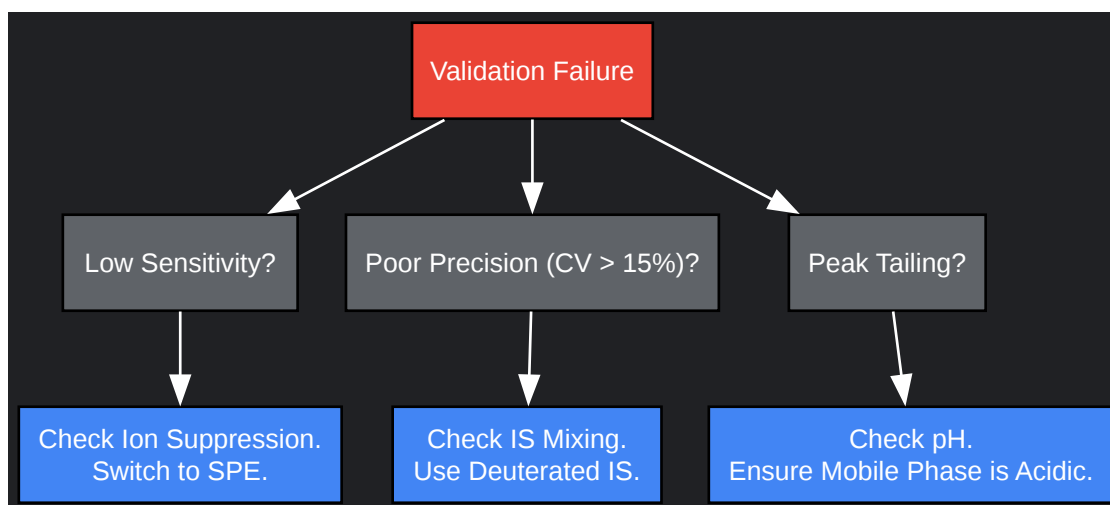 Validation Failure
Low Sensitivity?
Poor Precision (CV > 15%)?
Peak Tailing?
Check Ion Suppression.
Switch to SPE.
Check IS Mixing.
Use Deuterated IS.
Check pH.
Ensure Mobile Phase is Acidic.